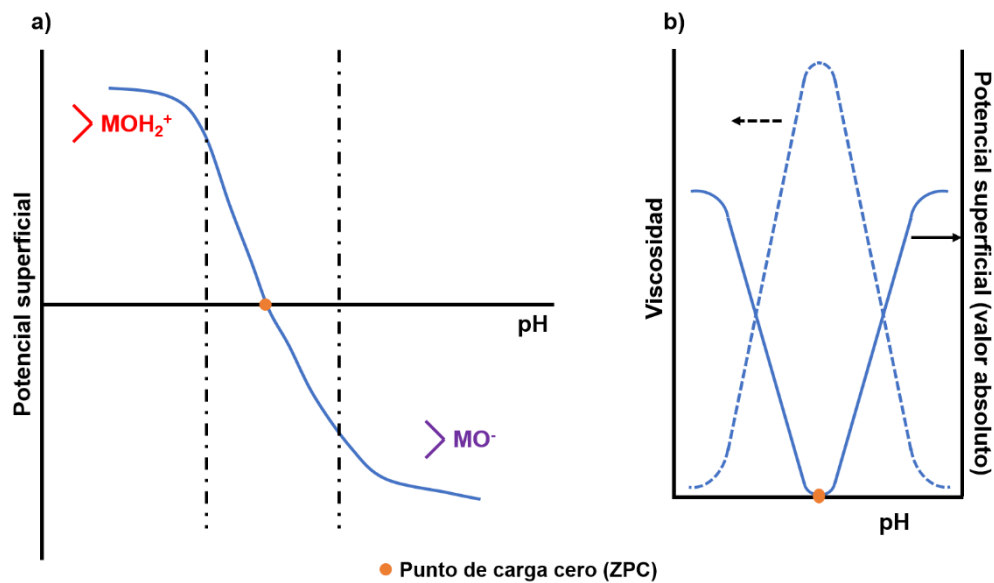 a)
Potencial superficial
> MOH₂⁺
pH
> MO⁻
b)
Viscosidad
Potencial superficial (valor absoluto)
pH
Punto de carga cero (ZPC)